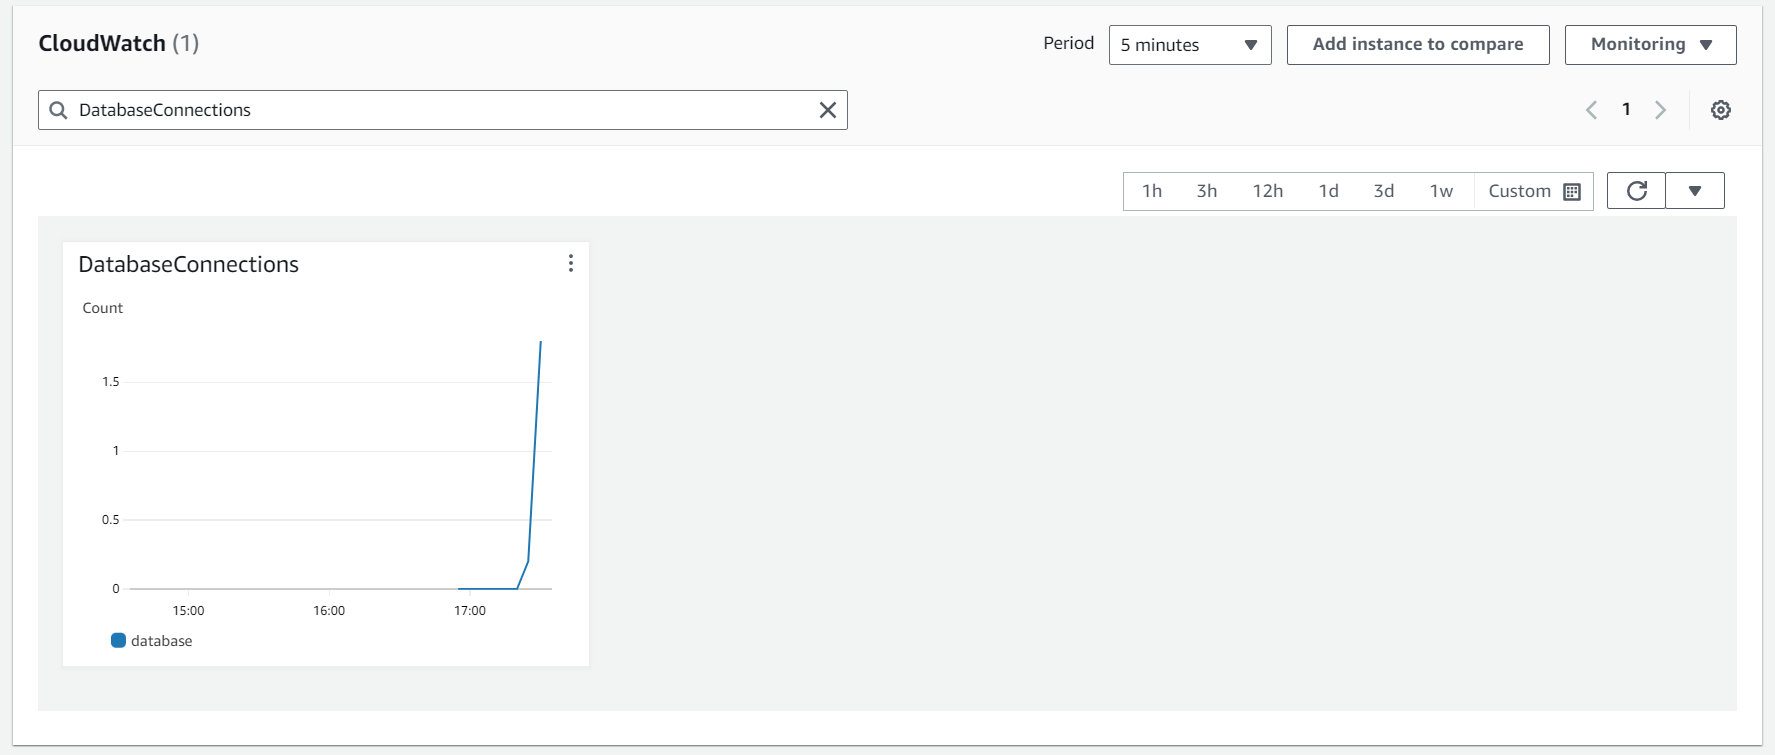 CloudWatch (1)
Period
5 minutes
Add instance to compare
Monitoring
DatabaseConnections
1
1h 3h 12h 1d 3d 1w Custom
DatabaseConnections
Count
1.5
1
0.5
0
15:00 16:00 17:00
database